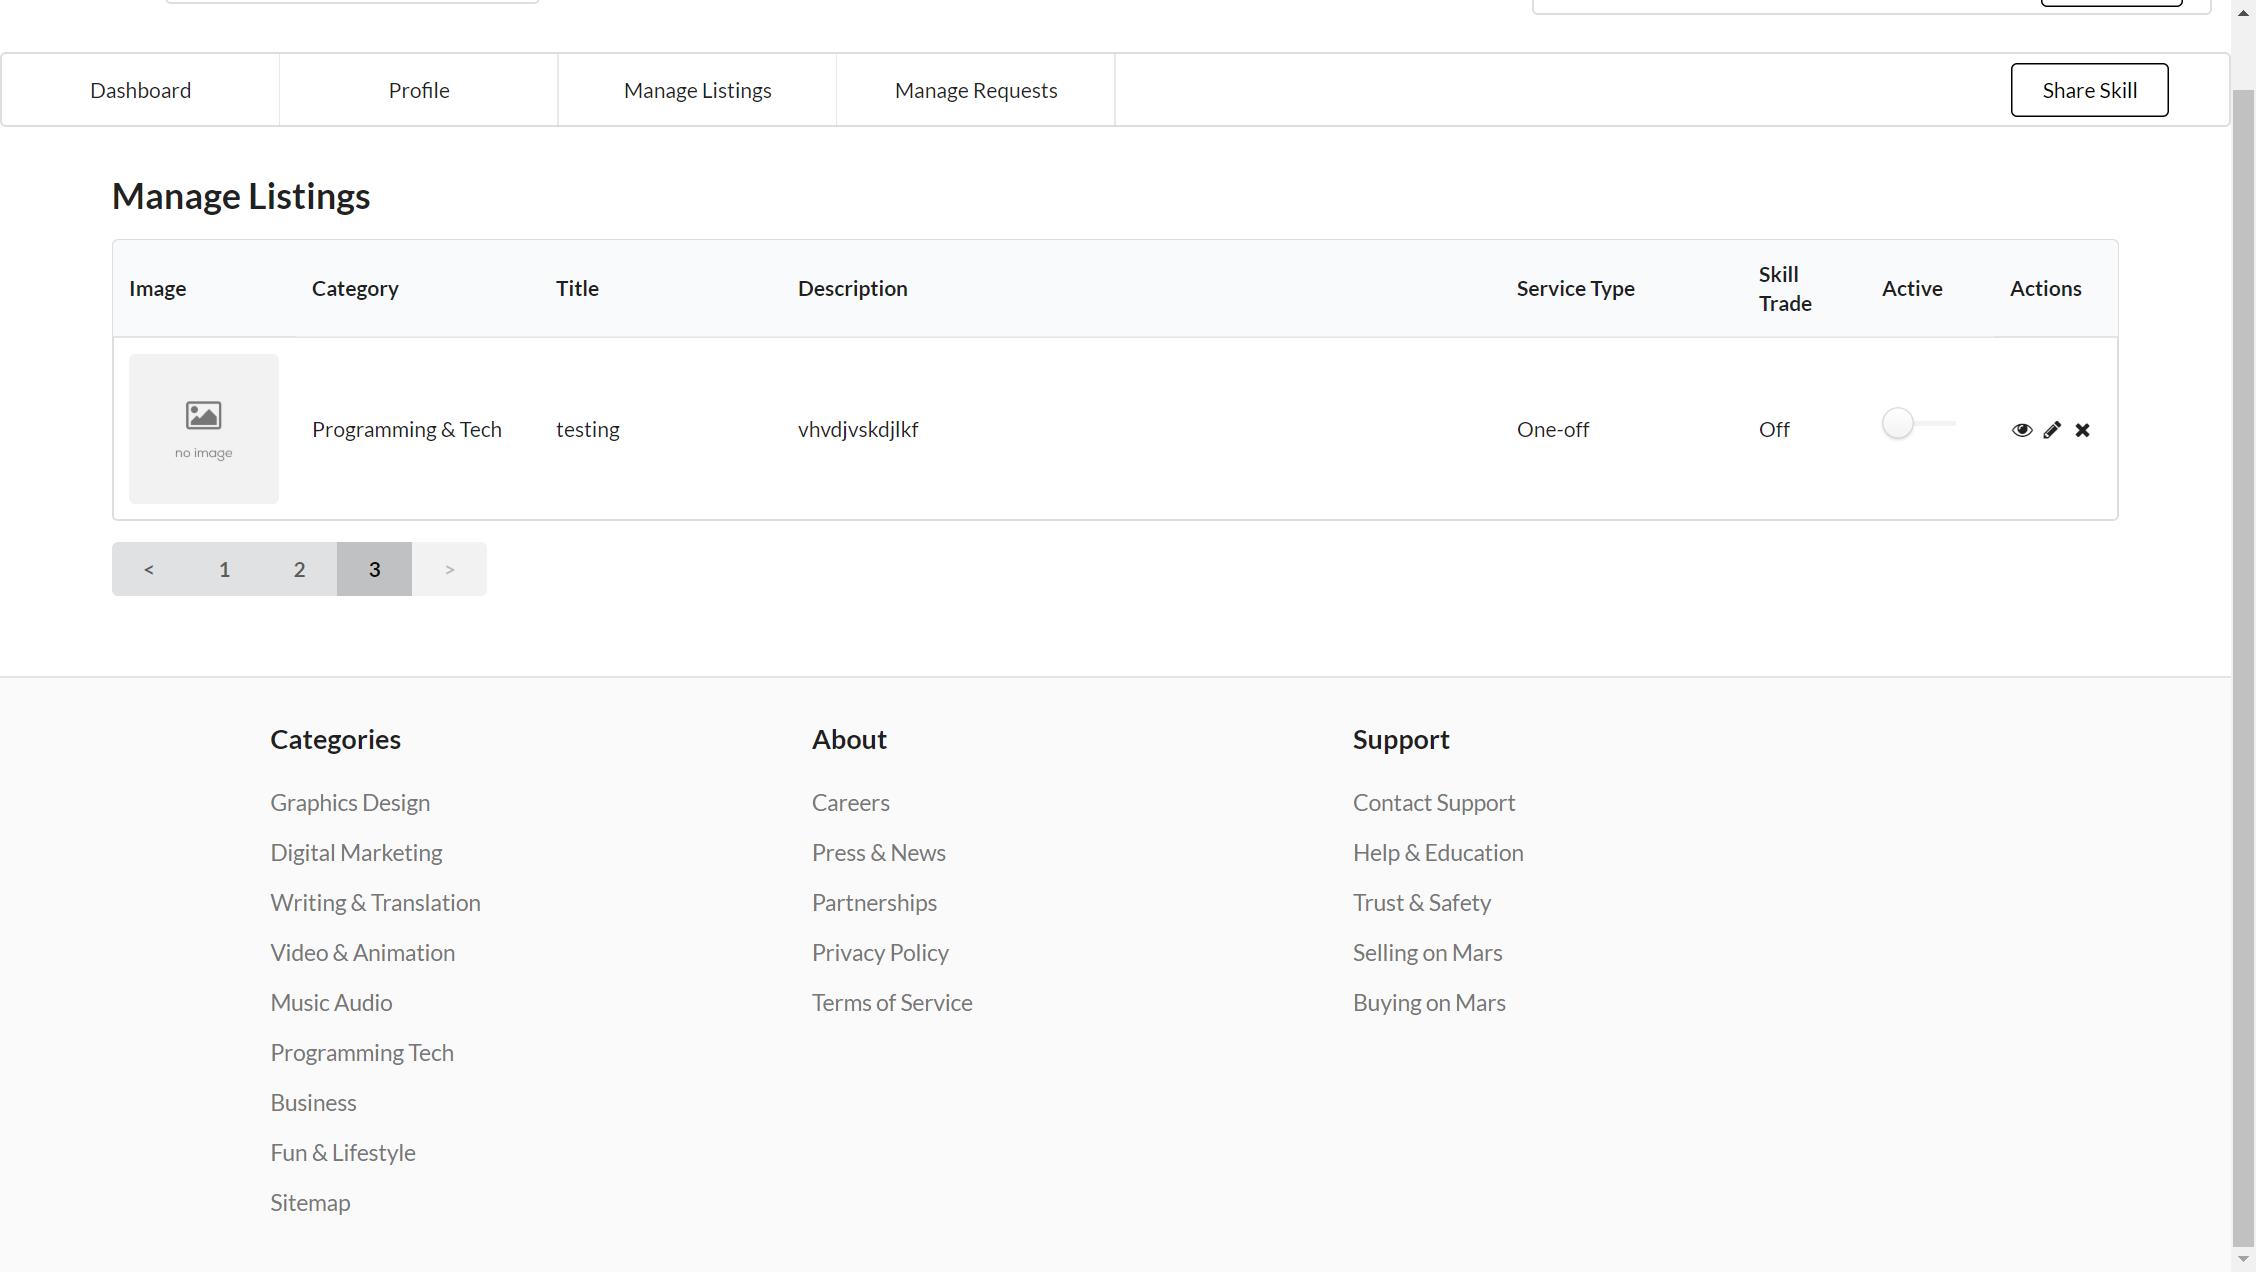 Dashboard Profile Manage Listings Manage Requests Share Skill
Manage Listings
Image Category Title Description Service Type Skill Trade Active Actions
no image Programming & Tech testing vhvdjvskdjlkf One-off Off
< 1 2 3 >
Categories
Graphics Design
Digital Marketing
Writing & Translation
Video & Animation
Music Audio
Programming Tech
Business
Fun & Lifestyle
Sitemap
About
Careers
Press & News
Partnerships
Privacy Policy
Terms of Service
Support
Contact Support
Help & Education
Trust & Safety
Selling on Mars
Buying on Mars